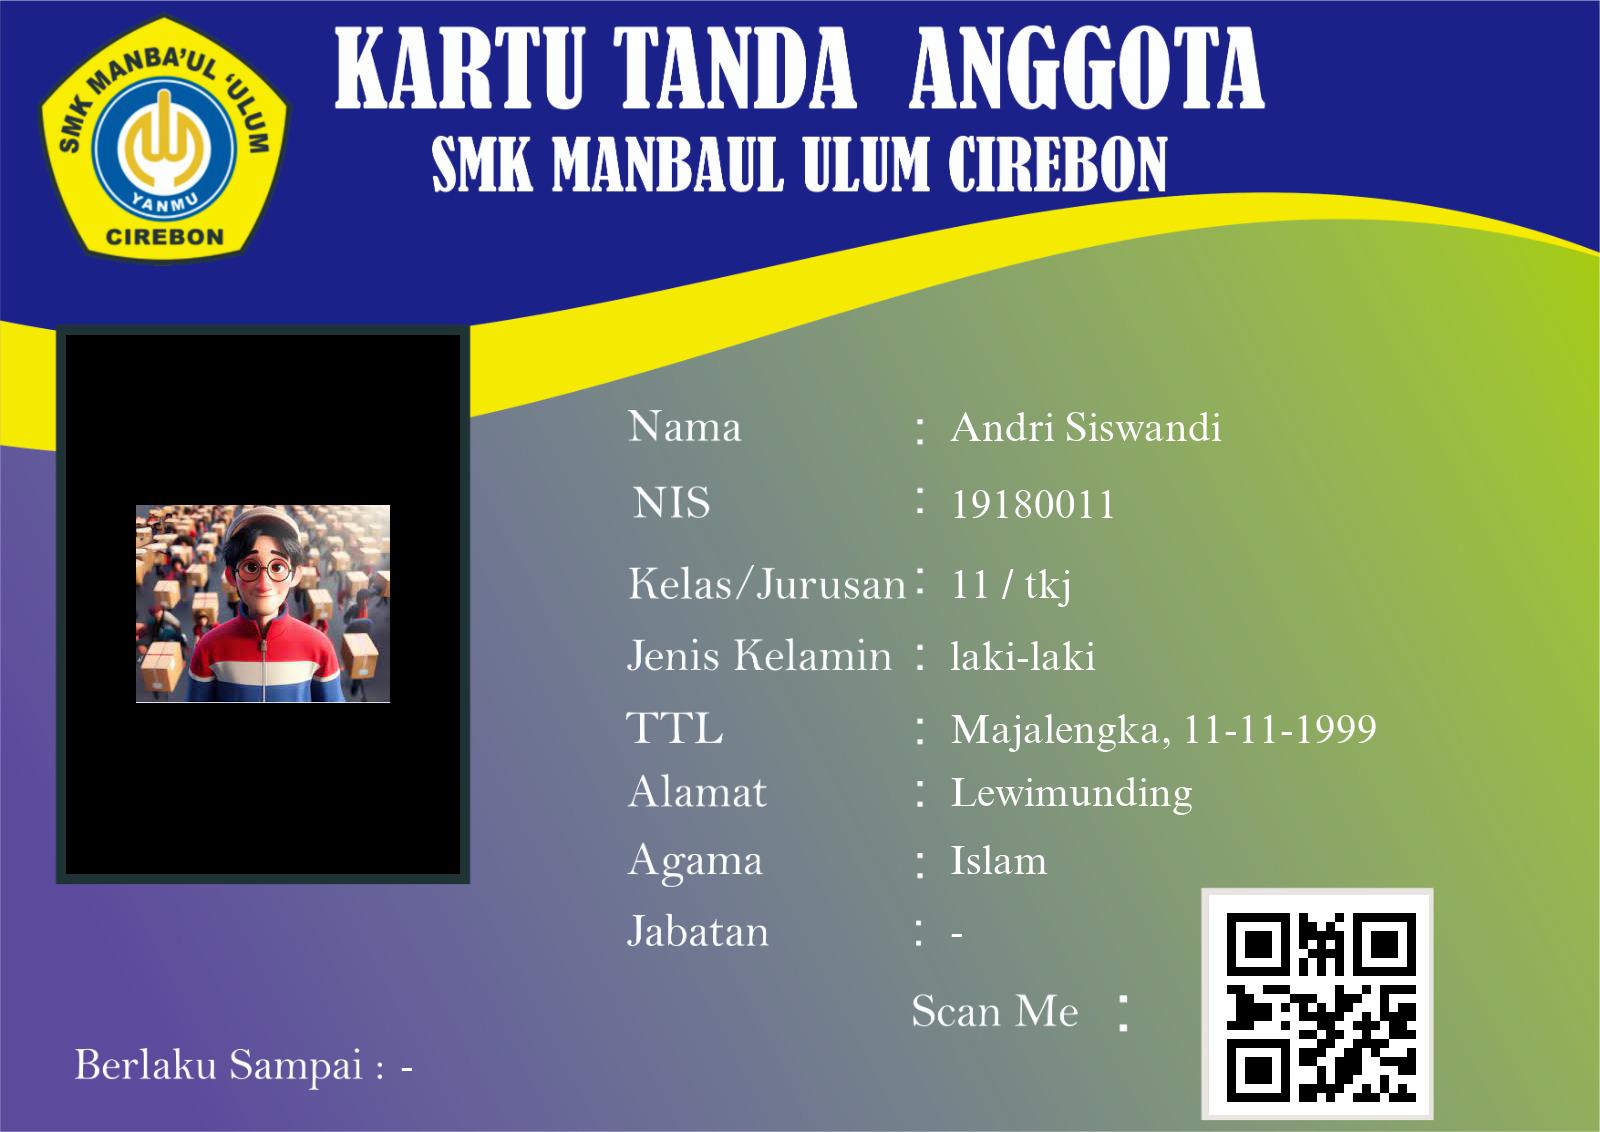 SMK MANBA'UL 'ULUM
YANMU
CIREBON
KARTU TANDA ANGGOTA
SMK MANBAUL ULUM CIREBON
Nama : Andri Siswandi
NIS : 19180011
Kelas/Jurusan : 11 / tkj
Jenis Kelamin : laki-laki
TTL : Majalengka, 11-11-1999
Alamat : Lewimunding
Agama : Islam
Jabatan : -
Scan Me :
Berlaku Sampai : -